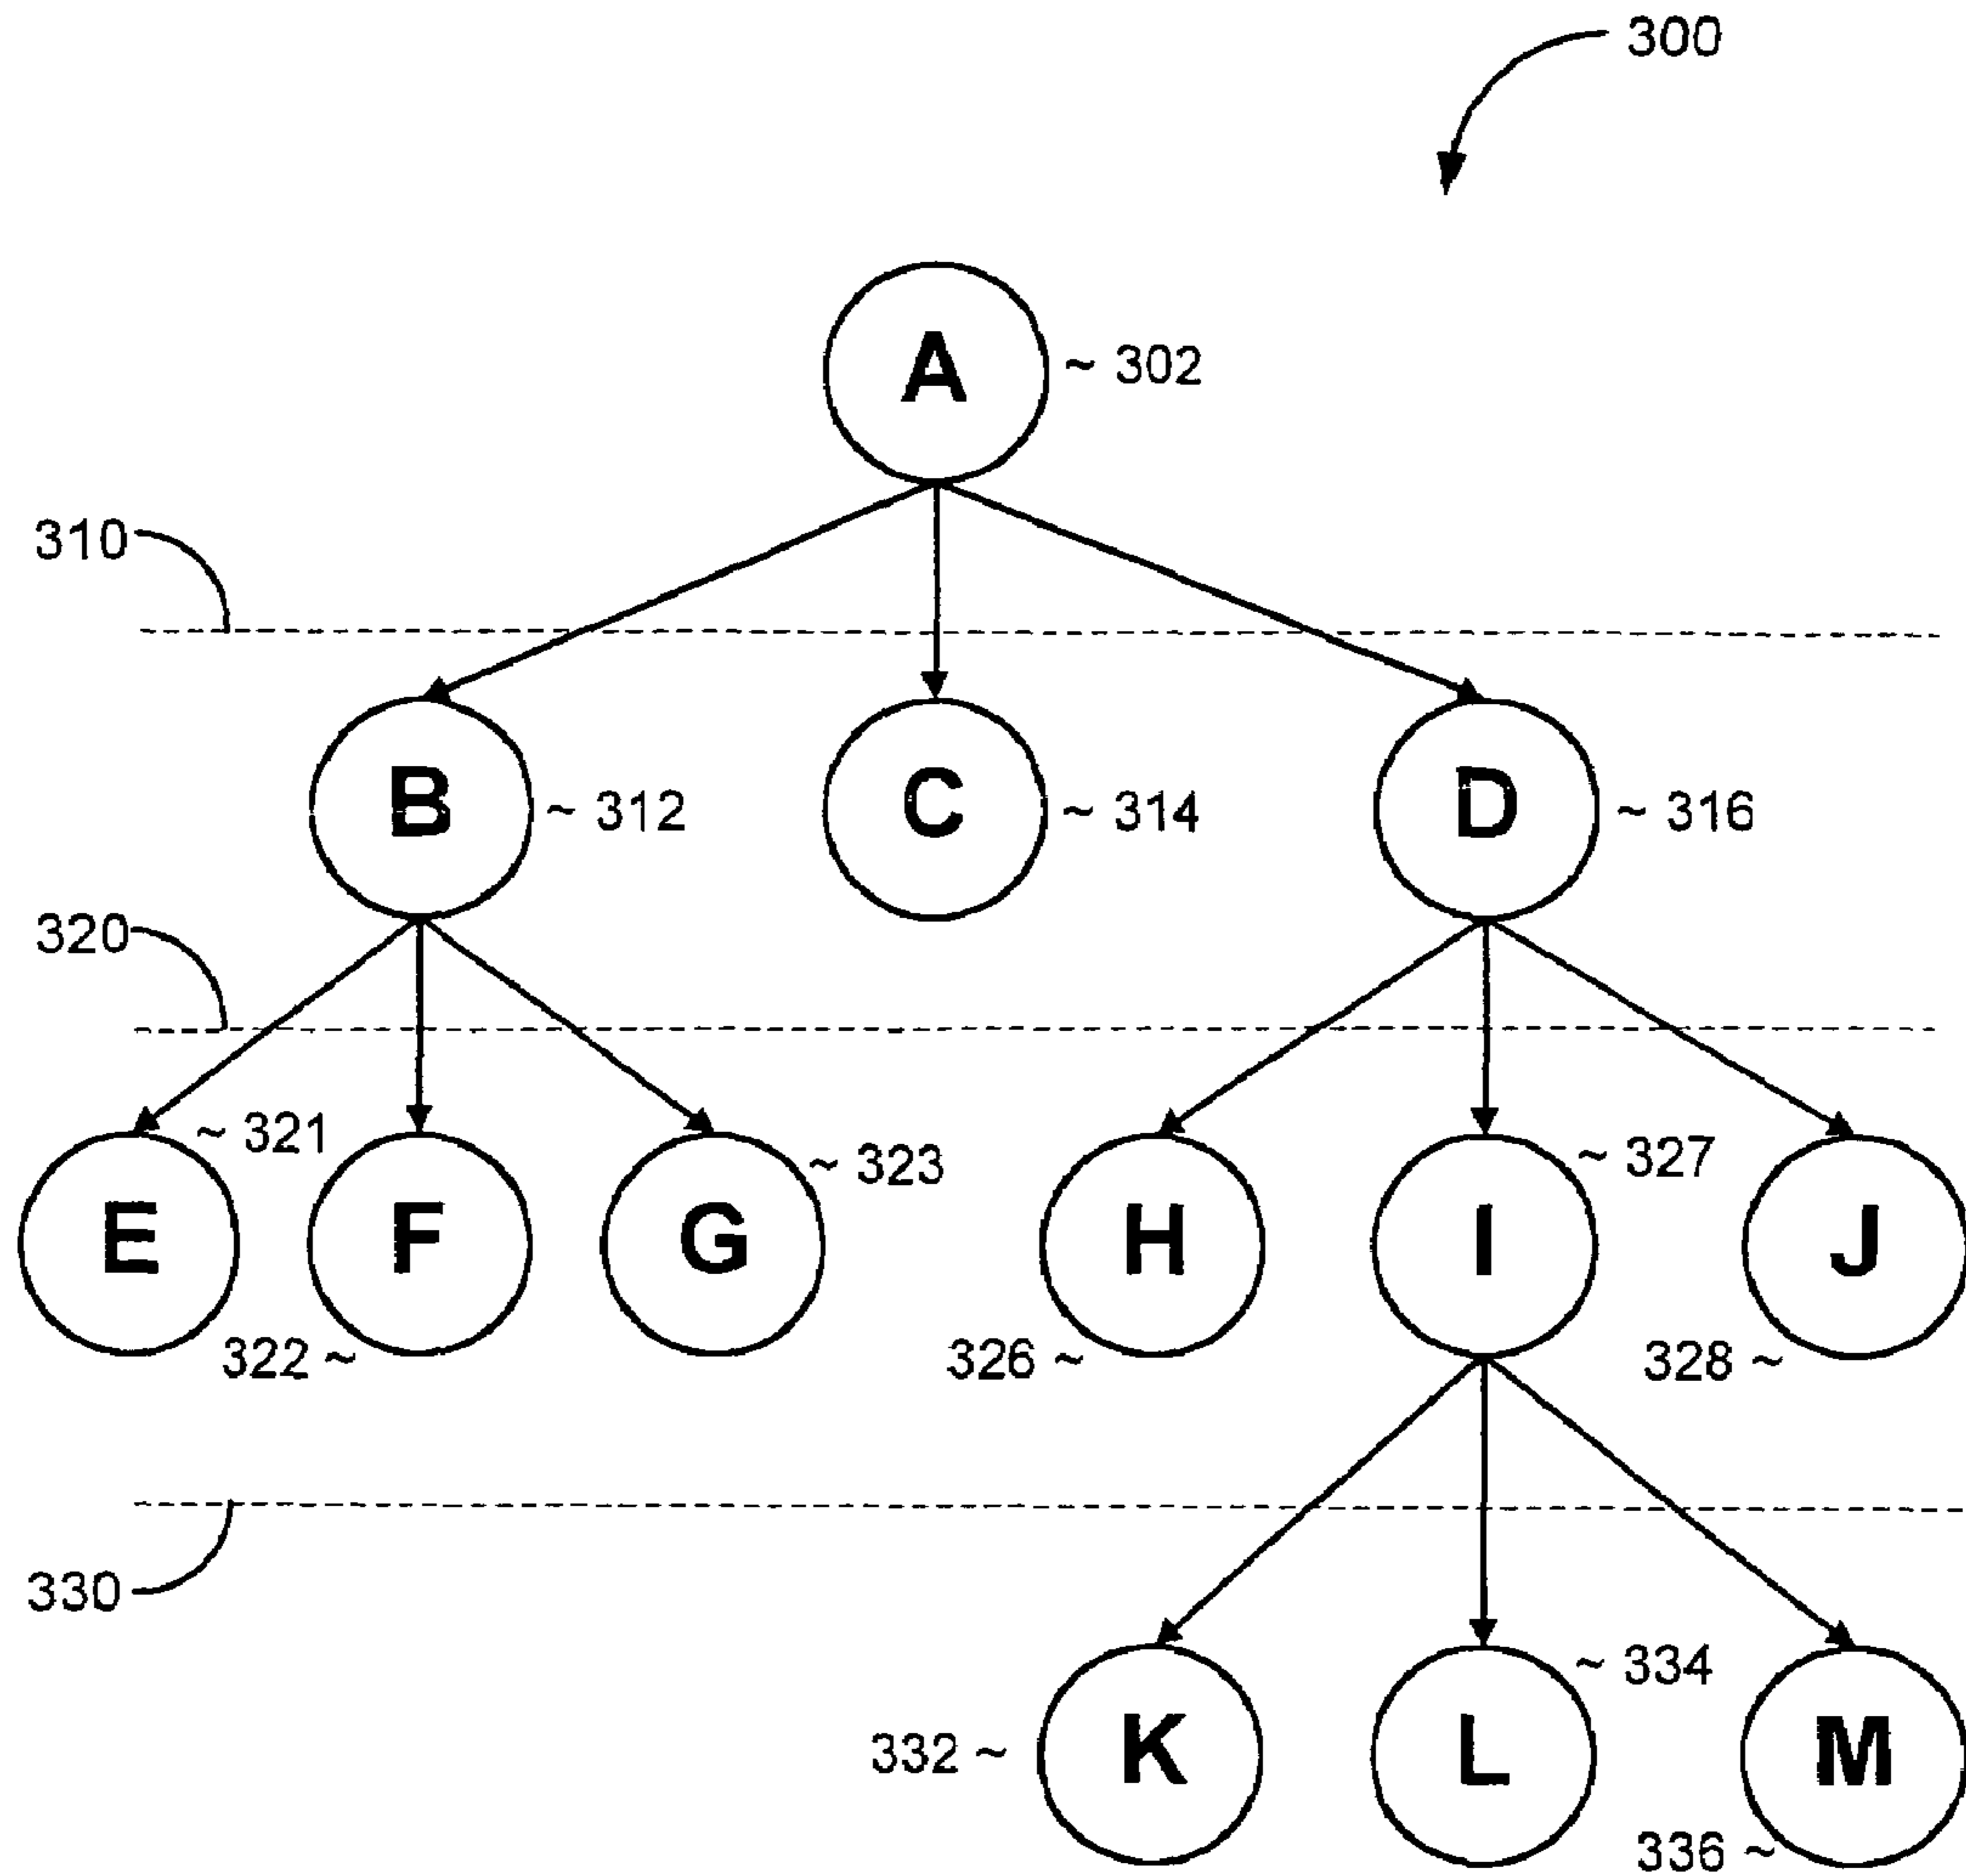 300
A
~ 302
310
B
~ 312
C
~ 314
D
~ 316
320
E
~ 321
F
322 ~
G
~ 323
H
326 ~
I
~ 327
J
328 ~
330
K
332 ~
L
~ 334
M
336 ~